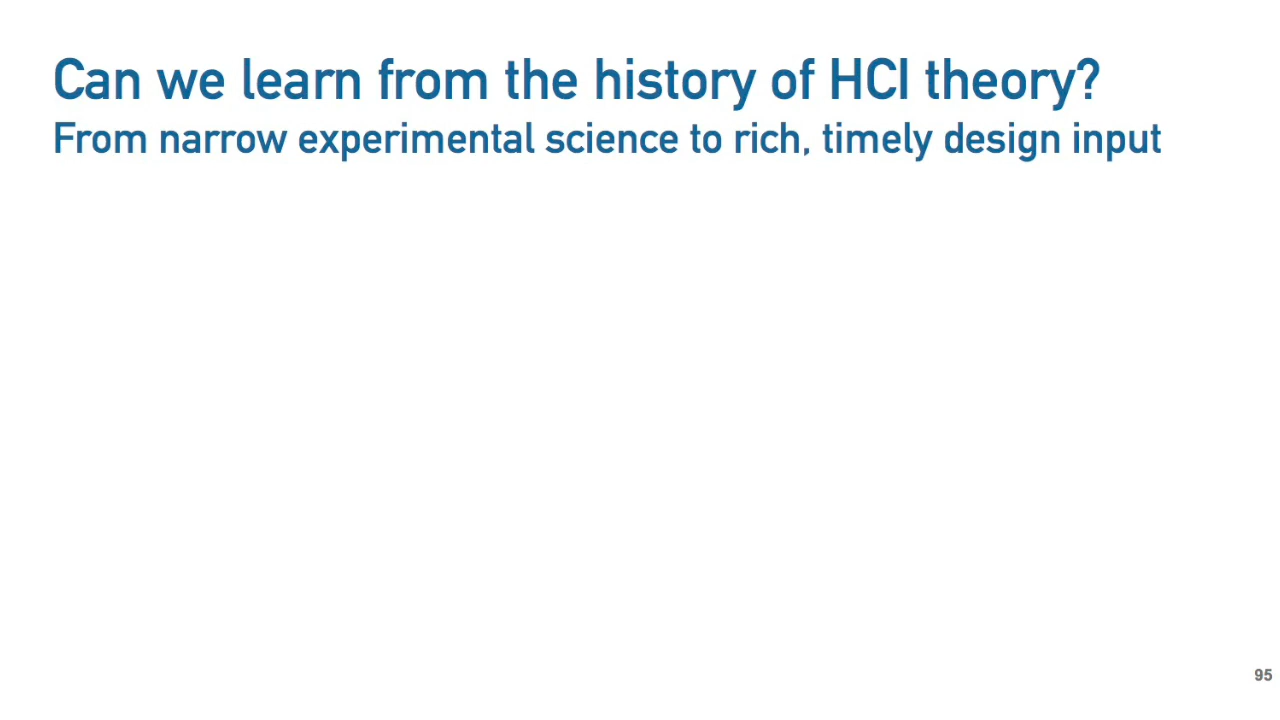 Can we learn from the history of HCI theory?
From narrow experimental science to rich, timely design input
95